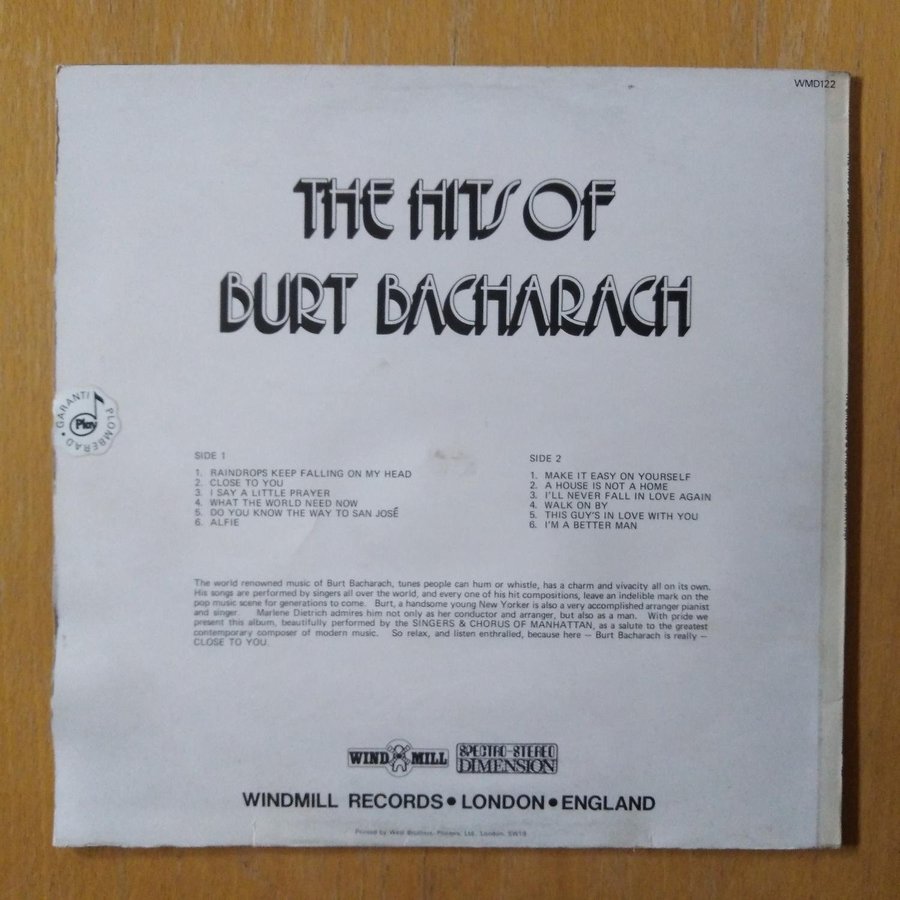 WMD122
THE HITS OF
BURT BACHARACH
GARANTI • PLOMBERAD •
Play
SIDE 1
1. RAINDROPS KEEP FALLING ON MY HEAD
2. CLOSE TO YOU
3. I SAY A LITTLE PRAYER
4. WHAT THE WORLD NEED NOW
5. DO YOU KNOW THE WAY TO SAN JOSÉ
6. ALFIE
SIDE 2
1. MAKE IT EASY ON YOURSELF
2. A HOUSE IS NOT A HOME
3. I'LL NEVER FALL IN LOVE AGAIN
4. WALK ON BY
5. THIS GUY'S IN LOVE WITH YOU
6. I'M A BETTER MAN
The world renowned music of Burt Bacharach, tunes people can hum or whistle, has a charm and vivacity all on its own.
His songs are performed by singers all over the world, and every one of his hit compositions, leave an indelible mark on the
pop music scene for generations to come. Burt, a handsome young New Yorker is also a very accomplished arranger pianist
and singer. Marlene Dietrich admires him not only as her conductor and arranger, but also as a man. With pride we
present this album, beautifully performed by the SINGERS & CHORUS OF MANHATTAN, as a salute to the greatest
contemporary composer of modern music. So relax, and listen enthralled, because here — Burt Bacharach is really —
CLOSE TO YOU.
WIND MILL
SPECTRO-STEREO
DIMENSION
WINDMILL RECORDS • LONDON • ENGLAND
Printed by West Brothers, Printers, Ltd., London, SW19